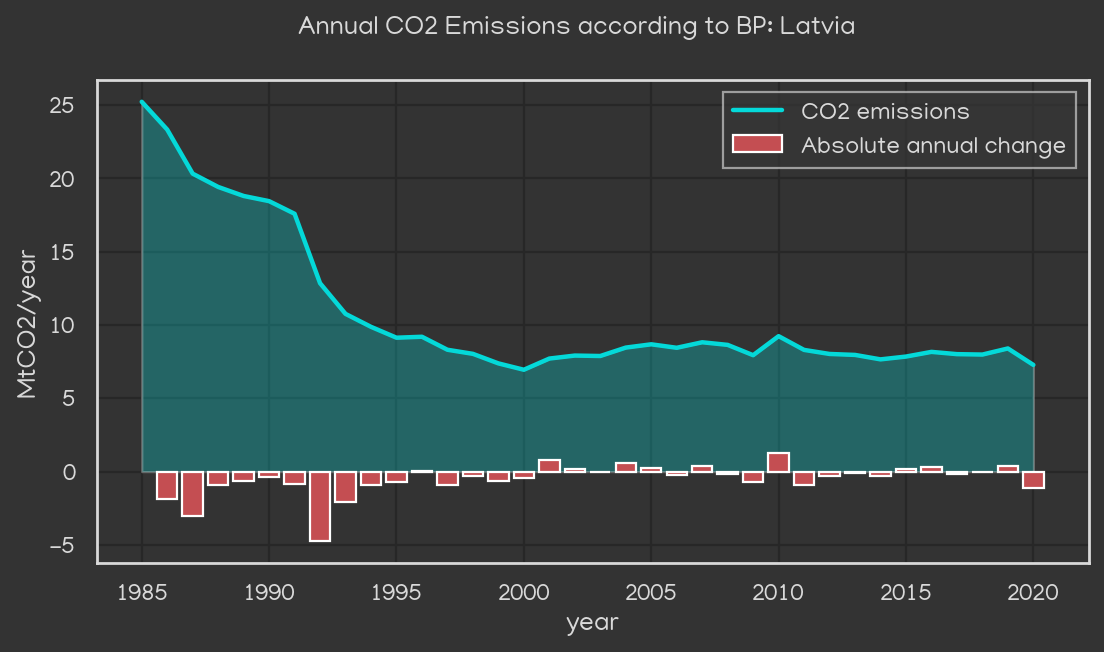 Annual CO2 Emissions according to BP: Latvia
CO2 emissions
Absolute annual change
MtCO2/year
25
20
15
10
5
0
−5
1985 1990 1995 2000 2005 2010 2015 2020
year